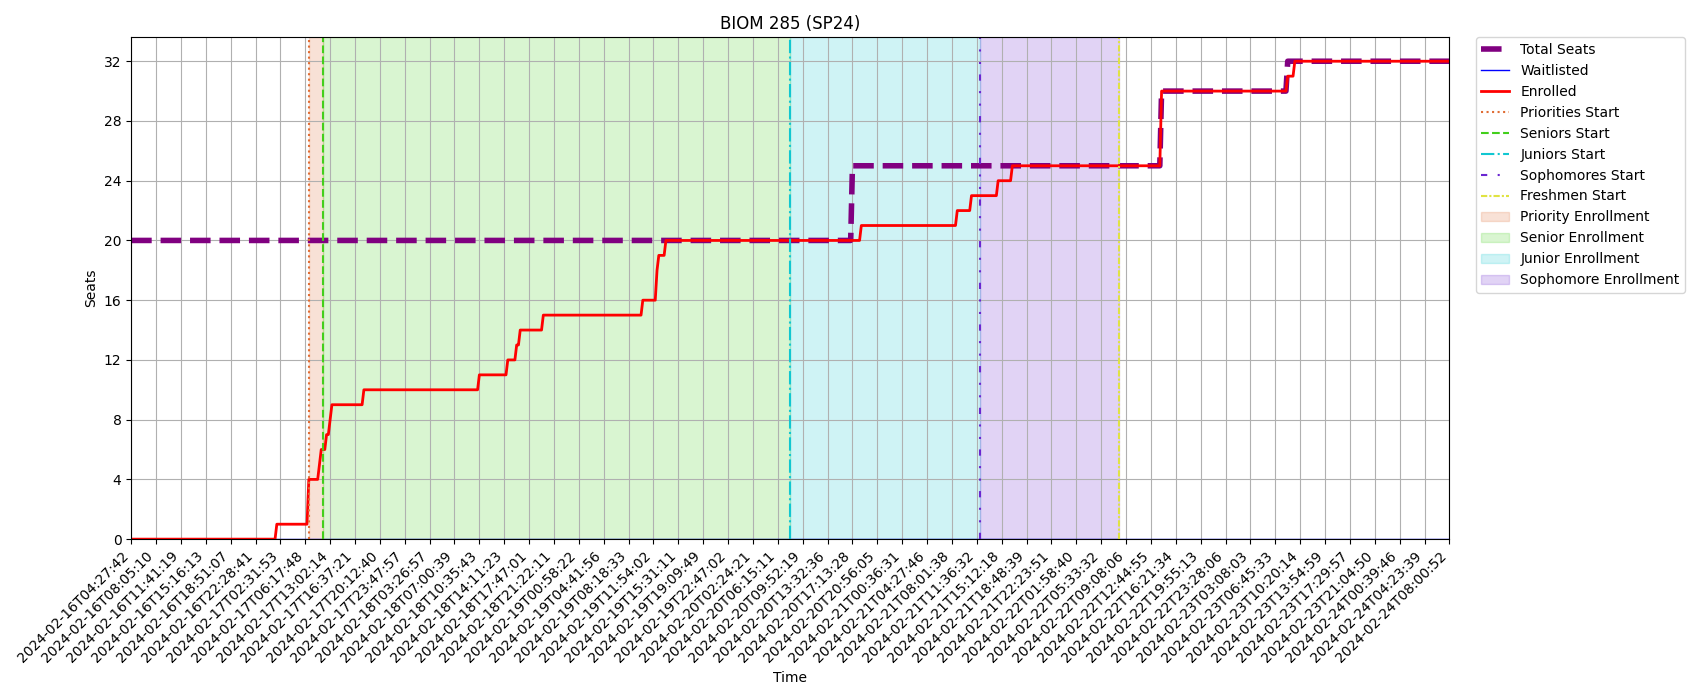 BIOM 285 (SP24)
Seats
32
28
24
20
16
12
8
4
0
2024-02-16T04:27:42
2024-02-16T08:05:10
2024-02-16T11:41:19
2024-02-16T15:16:13
2024-02-16T18:51:07
2024-02-16T22:28:41
2024-02-17T02:31:53
2024-02-17T06:17:48
2024-02-17T13:02:14
2024-02-17T16:37:21
2024-02-17T20:12:40
2024-02-17T23:47:57
2024-02-18T03:26:57
2024-02-18T07:00:39
2024-02-18T10:35:43
2024-02-18T14:11:23
2024-02-18T17:47:01
2024-02-18T21:22:11
2024-02-19T00:58:22
2024-02-19T04:41:56
2024-02-19T08:18:33
2024-02-19T11:54:02
2024-02-19T15:31:11
2024-02-19T19:09:49
2024-02-19T22:47:02
2024-02-20T02:24:21
2024-02-20T06:15:11
2024-02-20T09:52:19
2024-02-20T13:32:36
2024-02-20T17:13:28
2024-02-20T20:56:05
2024-02-21T00:36:31
2024-02-21T04:27:46
2024-02-21T08:01:38
2024-02-21T11:36:32
2024-02-21T15:12:18
2024-02-21T18:48:39
2024-02-21T22:23:51
2024-02-22T01:58:40
2024-02-22T05:33:32
2024-02-22T09:08:06
2024-02-22T12:44:55
2024-02-22T16:21:34
2024-02-22T19:55:13
2024-02-22T23:28:06
2024-02-23T03:08:03
2024-02-23T06:45:33
2024-02-23T10:20:14
2024-02-23T13:54:59
2024-02-23T17:29:57
2024-02-23T21:04:50
2024-02-24T00:39:46
2024-02-24T04:23:39
2024-02-24T08:00:52
Time
Total Seats
Waitlisted
Enrolled
Priorities Start
Seniors Start
Juniors Start
Sophomores Start
Freshmen Start
Priority Enrollment
Senior Enrollment
Junior Enrollment
Sophomore Enrollment